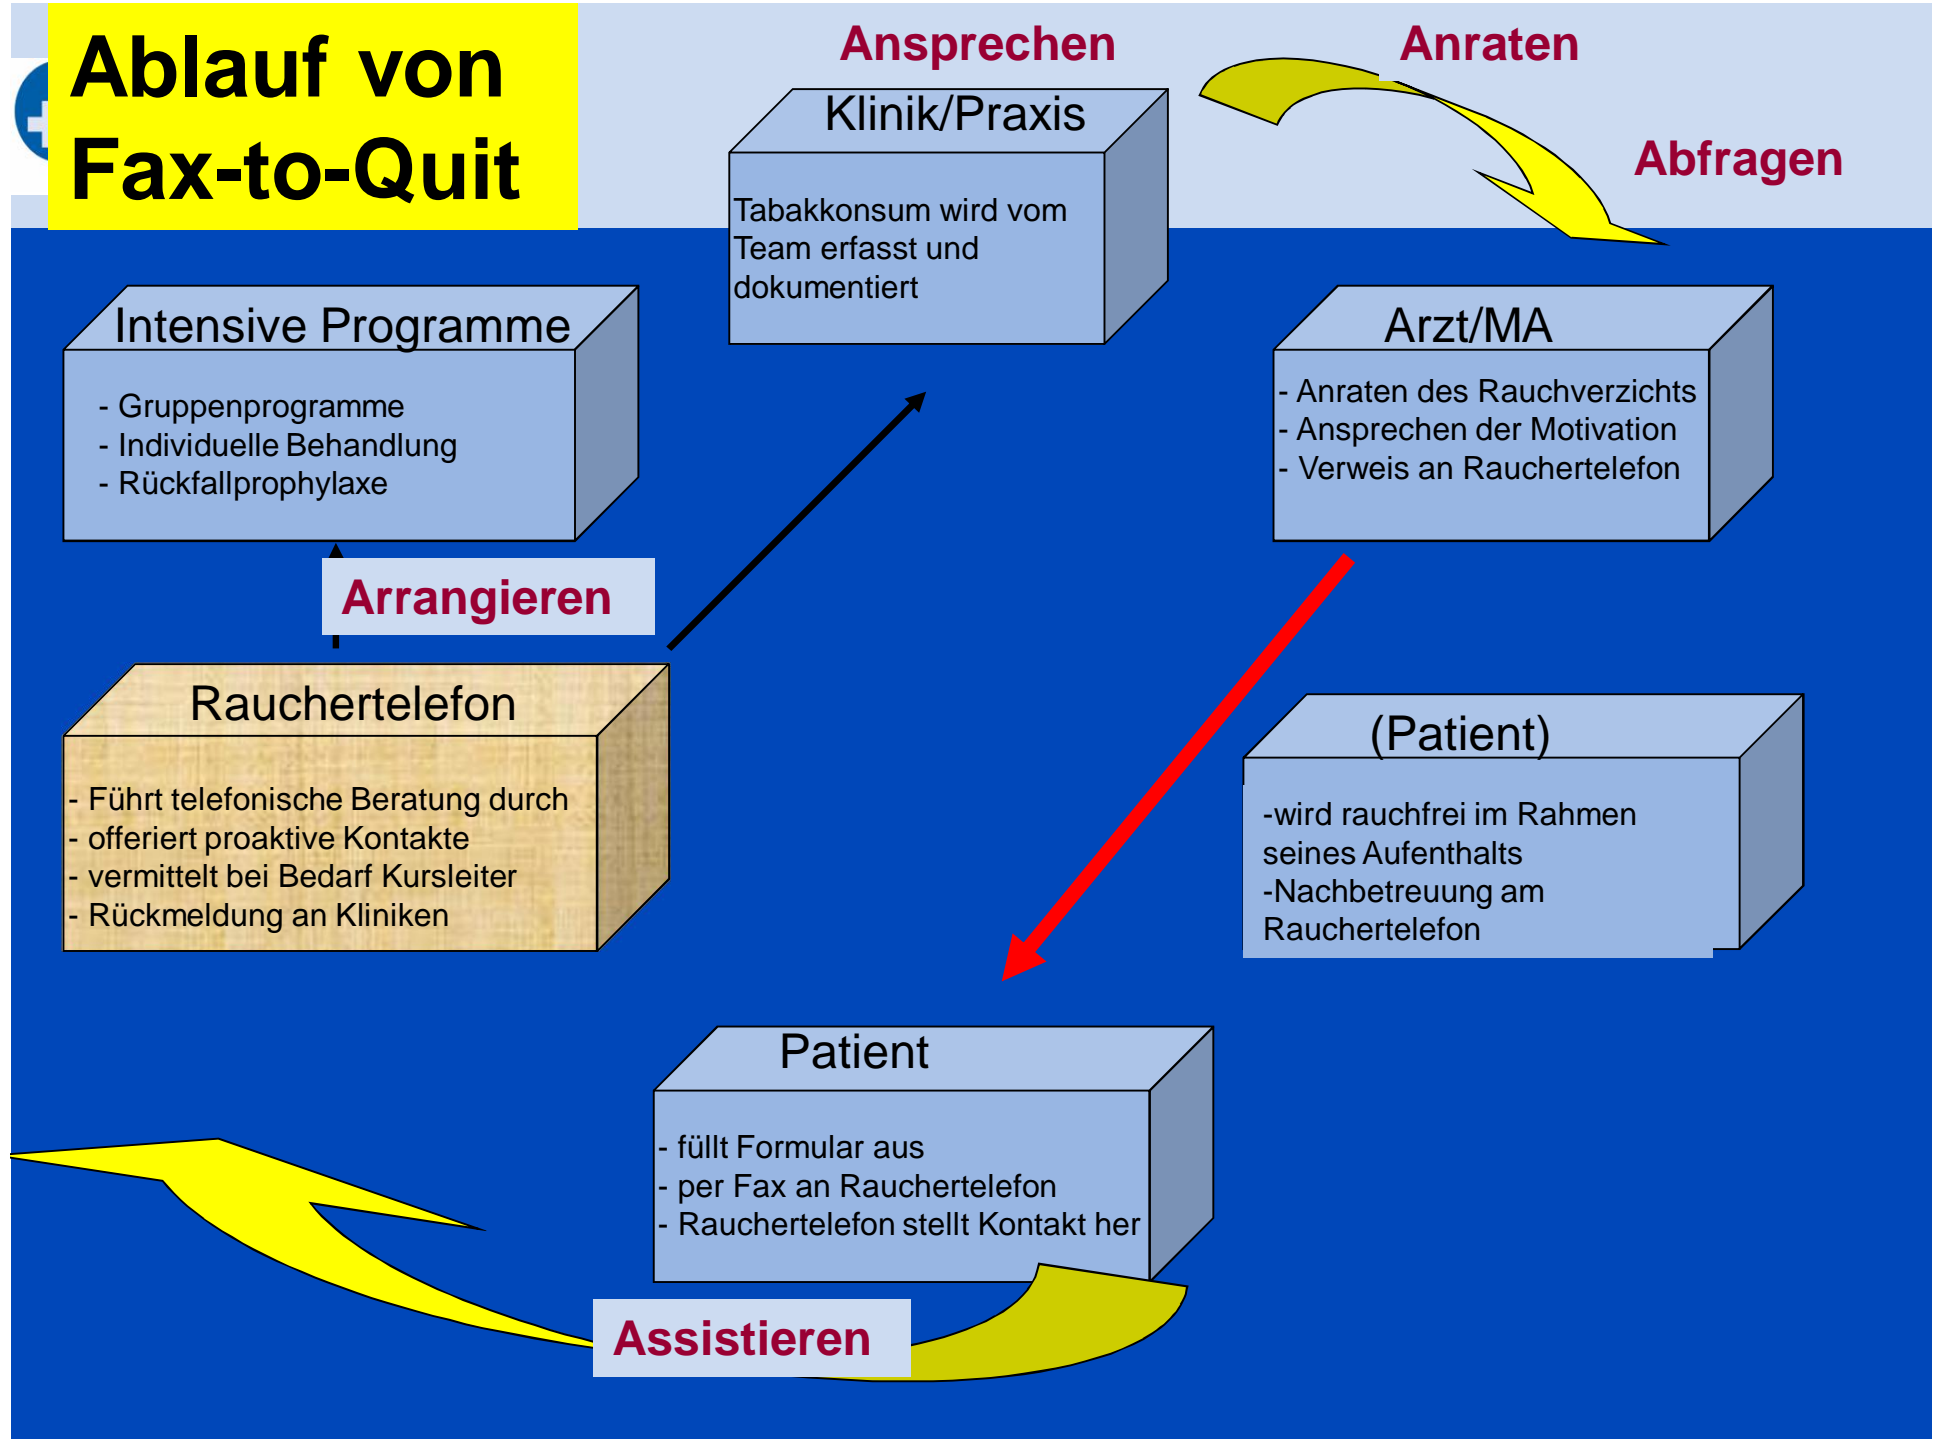 Ablauf von
Fax-to-Quit
Ansprechen
Anraten
Abfragen
Klinik/Praxis
Tabakkonsum wird vom
Team erfasst und
dokumentiert
Arzt/MA
- Anraten des Rauchverzichts
- Ansprechen der Motivation
- Verweis an Rauchertelefon
Intensive Programme
- Gruppenprogramme
- Individuelle Behandlung
- Rückfallprophylaxe
Arrangieren
Rauchertelefon
- Führt telefonische Beratung durch
- offeriert proaktive Kontakte
- vermittelt bei Bedarf Kursleiter
- Rückmeldung an Kliniken
(Patient)
-wird rauchfrei im Rahmen
seines Aufenthalts
-Nachbetreuung am
Rauchertelefon
Patient
- füllt Formular aus
- per Fax an Rauchertelefon
- Rauchertelefon stellt Kontakt her
Assistieren